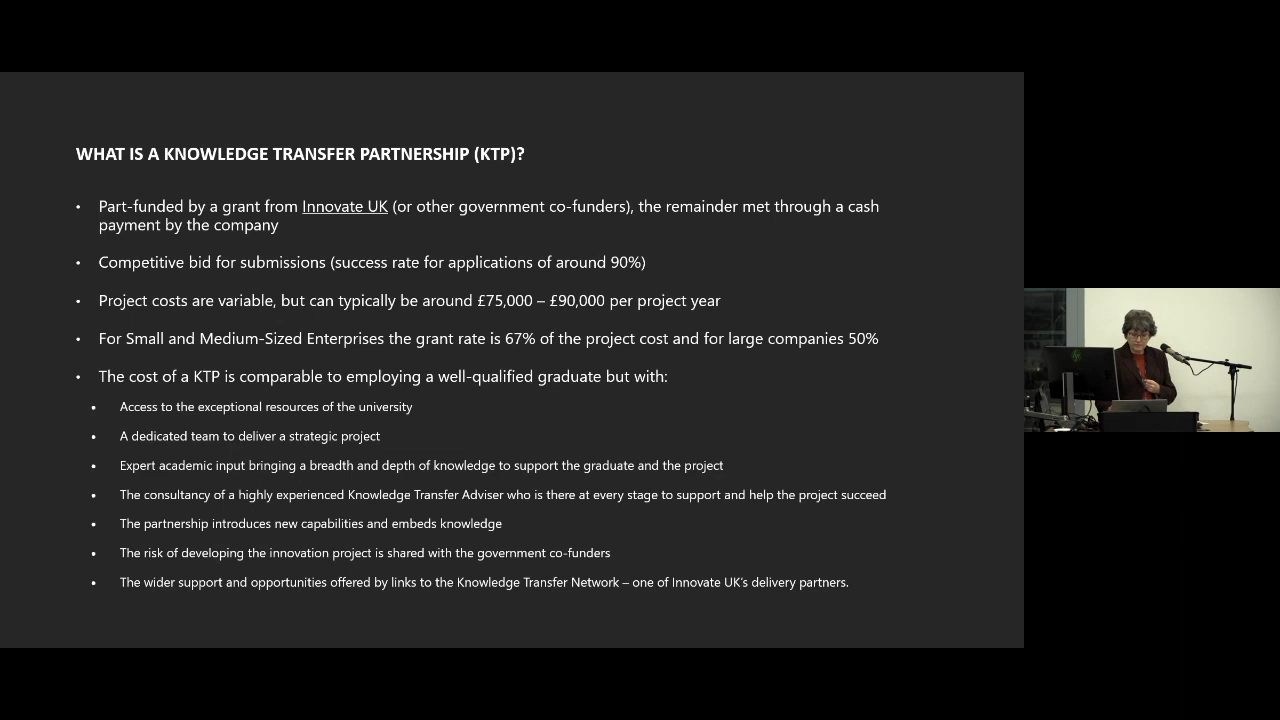 WHAT IS A KNOWLEDGE TRANSFER PARTNERSHIP (KTP)?
• Part-funded by a grant from Innovate UK (or other government co-funders), the remainder met through a cash
payment by the company
• Competitive bid for submissions (success rate for applications of around 90%)
• Project costs are variable, but can typically be around £75,000 – £90,000 per project year
• For Small and Medium-Sized Enterprises the grant rate is 67% of the project cost and for large companies 50%
• The cost of a KTP is comparable to employing a well-qualified graduate but with:
• Access to the exceptional resources of the university
• A dedicated team to deliver a strategic project
• Expert academic input bringing a breadth and depth of knowledge to support the graduate and the project
• The consultancy of a highly experienced Knowledge Transfer Adviser who is there at every stage to support and help the project succeed
• The partnership introduces new capabilities and embeds knowledge
• The risk of developing the innovation project is shared with the government co-funders
• The wider support and opportunities offered by links to the Knowledge Transfer Network – one of Innovate UK's delivery partners.